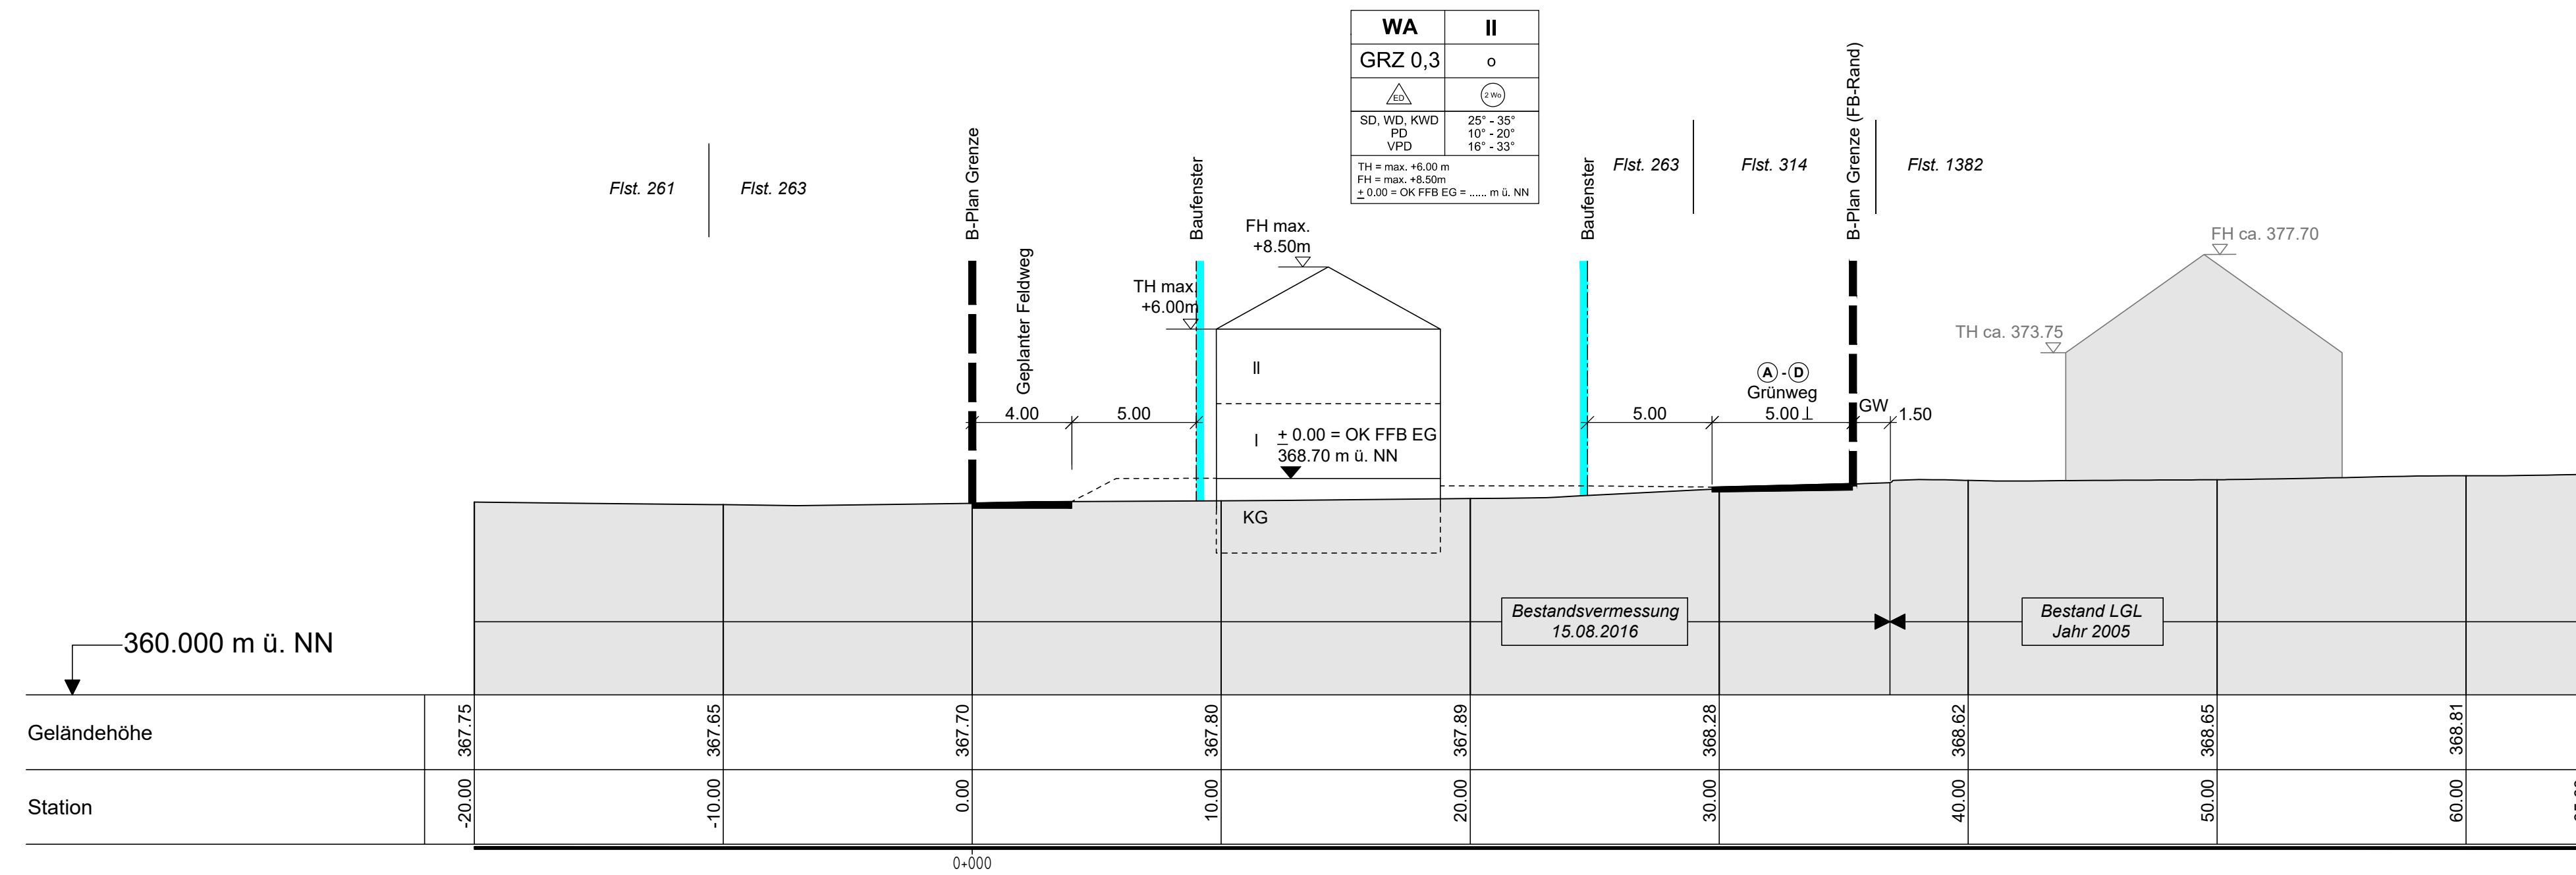 WA II
GRZ 0,3 o
ED 2 Wo
SD, WD, KWD 25° - 35°
PD 10° - 20°
VPD 16° - 33°
TH = max. +6.00 m
FH = max. +8.50m
± 0.00 = OK FFB EG = ...... m ü. NN
Flst. 261
Flst. 263
B-Plan Grenze
Geplanter Feldweg
Baufenster
FH max.
+8.50m
TH max.
+6.00m
II
I
± 0.00 = OK FFB EG
368.70 m ü. NN
KG
4.00
5.00
Baufenster
Flst. 263
Flst. 314
B-Plan Grenze (FB-Rand)
Flst. 1382
5.00
A - D
Grünweg
5.00⊥
GW
1.50
FH ca. 377.70
TH ca. 373.75
Bestandsvermessung
15.08.2016
Bestand LGL
Jahr 2005
360.000 m ü. NN
Geländehöhe 367.75 367.65 367.70 367.80 367.89 368.28 368.62 368.65 368.81
Station -20.00 -10.00 0.00 10.00 20.00 30.00 40.00 50.00 60.00
0+000